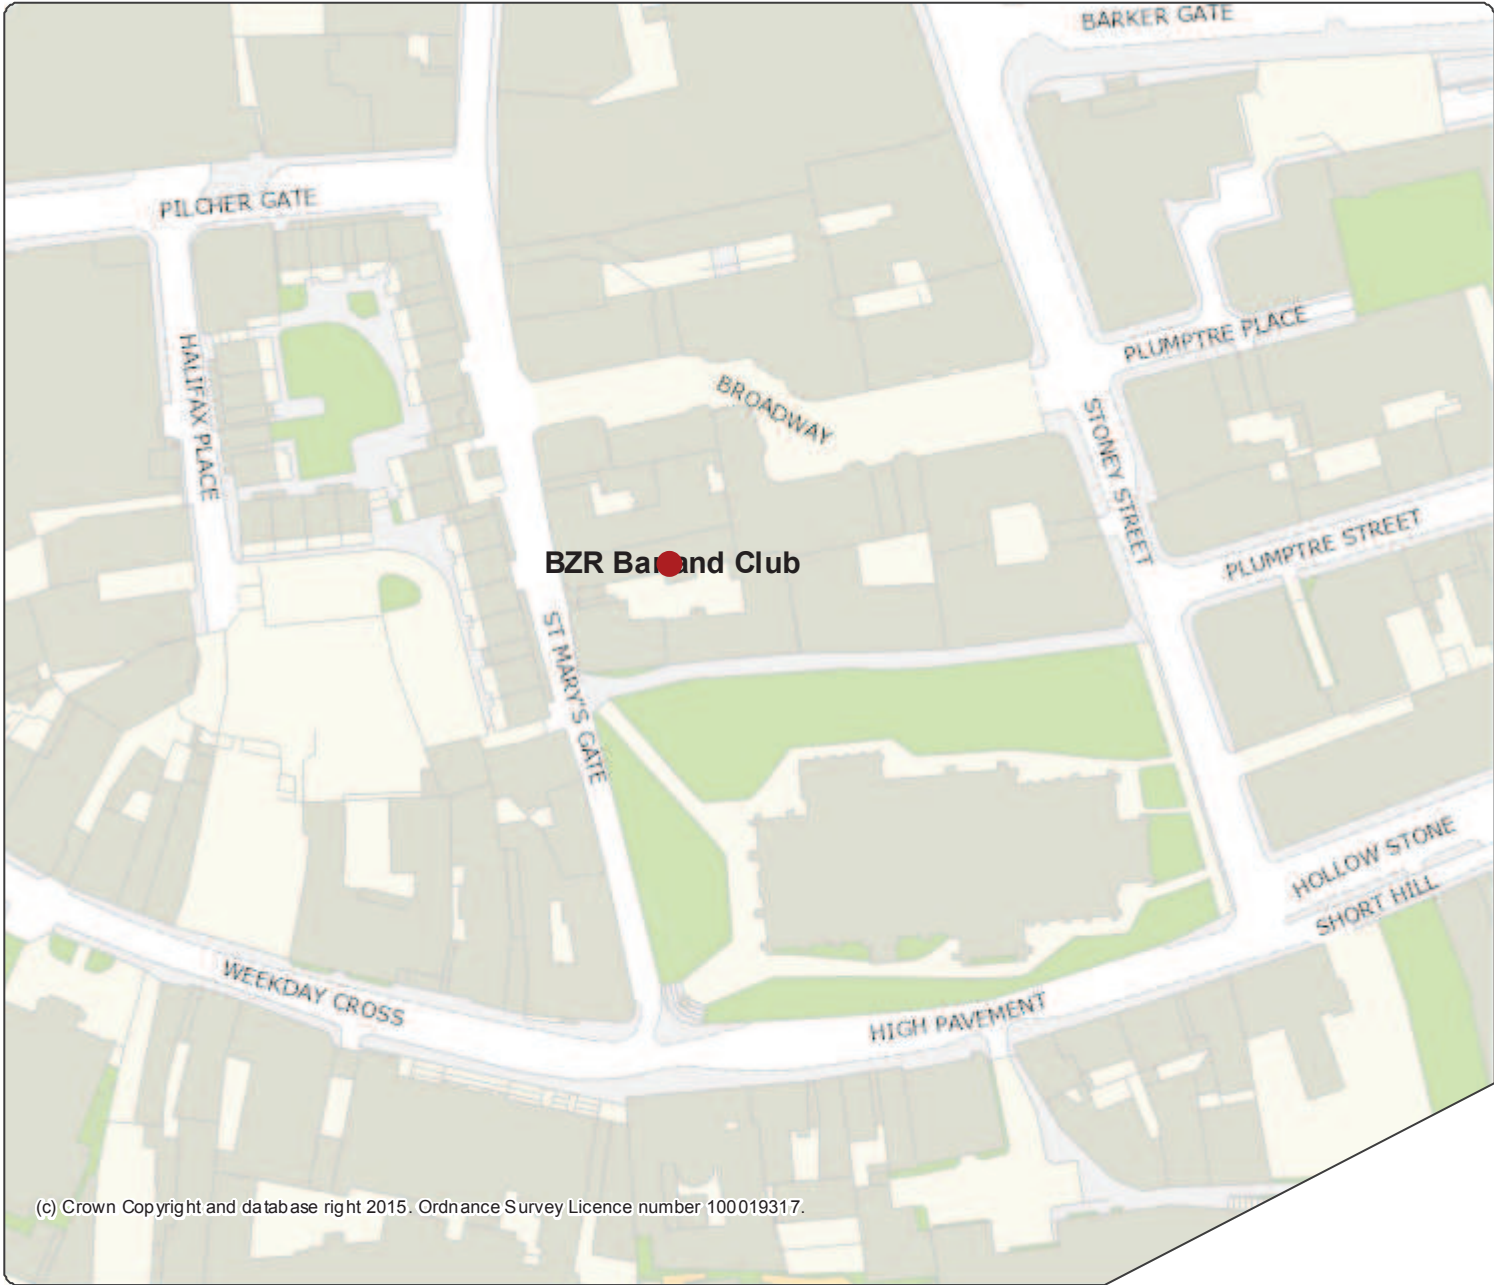 BARKER GATE
PILCHER GATE
PLUMPTRE PLACE
HALIFAX PLACE
BROADWAY
STONEY STREET
PLUMPTRE STREET
BZR Bar and Club
ST MARY'S GATE
HOLLOW STONE
SHORT HILL
WEEKDAY CROSS
HIGH PAVEMENT
(c) Crown Copyright and database right 2015. Ordnance Survey Licence number 100019317.